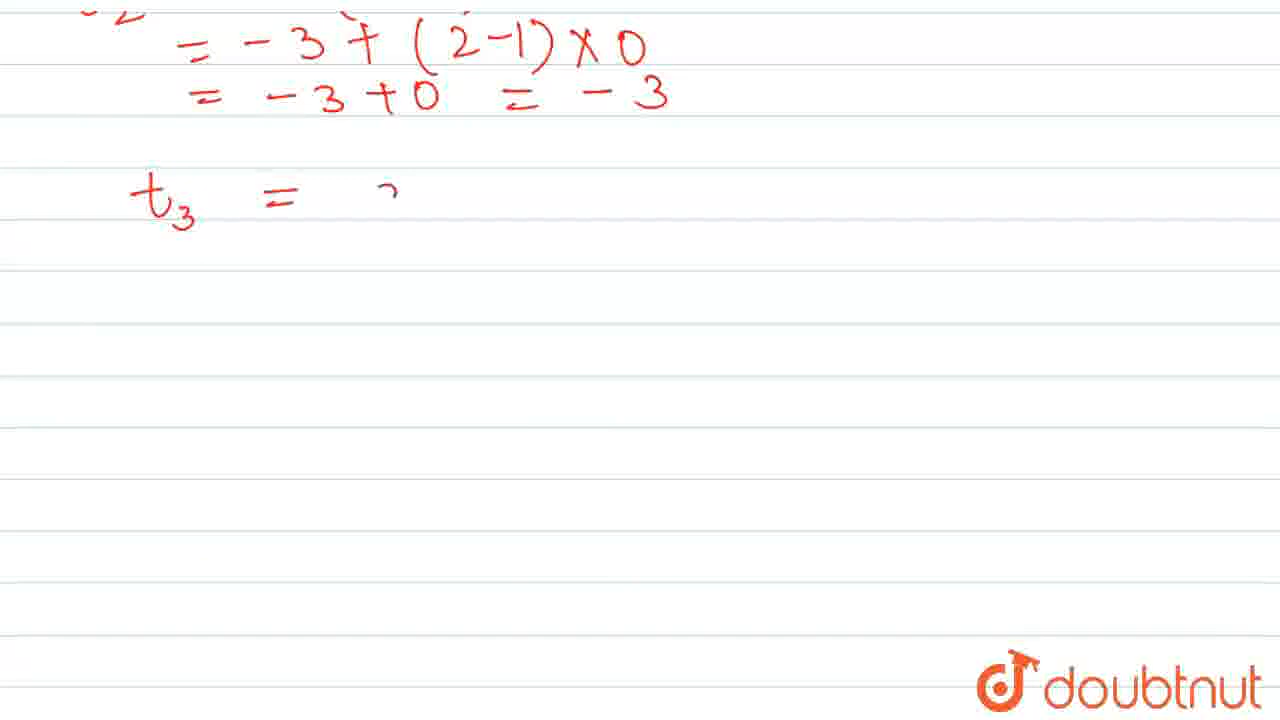 = - 3 + (2-1) × 0
= - 3 + 0 = - 3
t₃ =
doubtnut